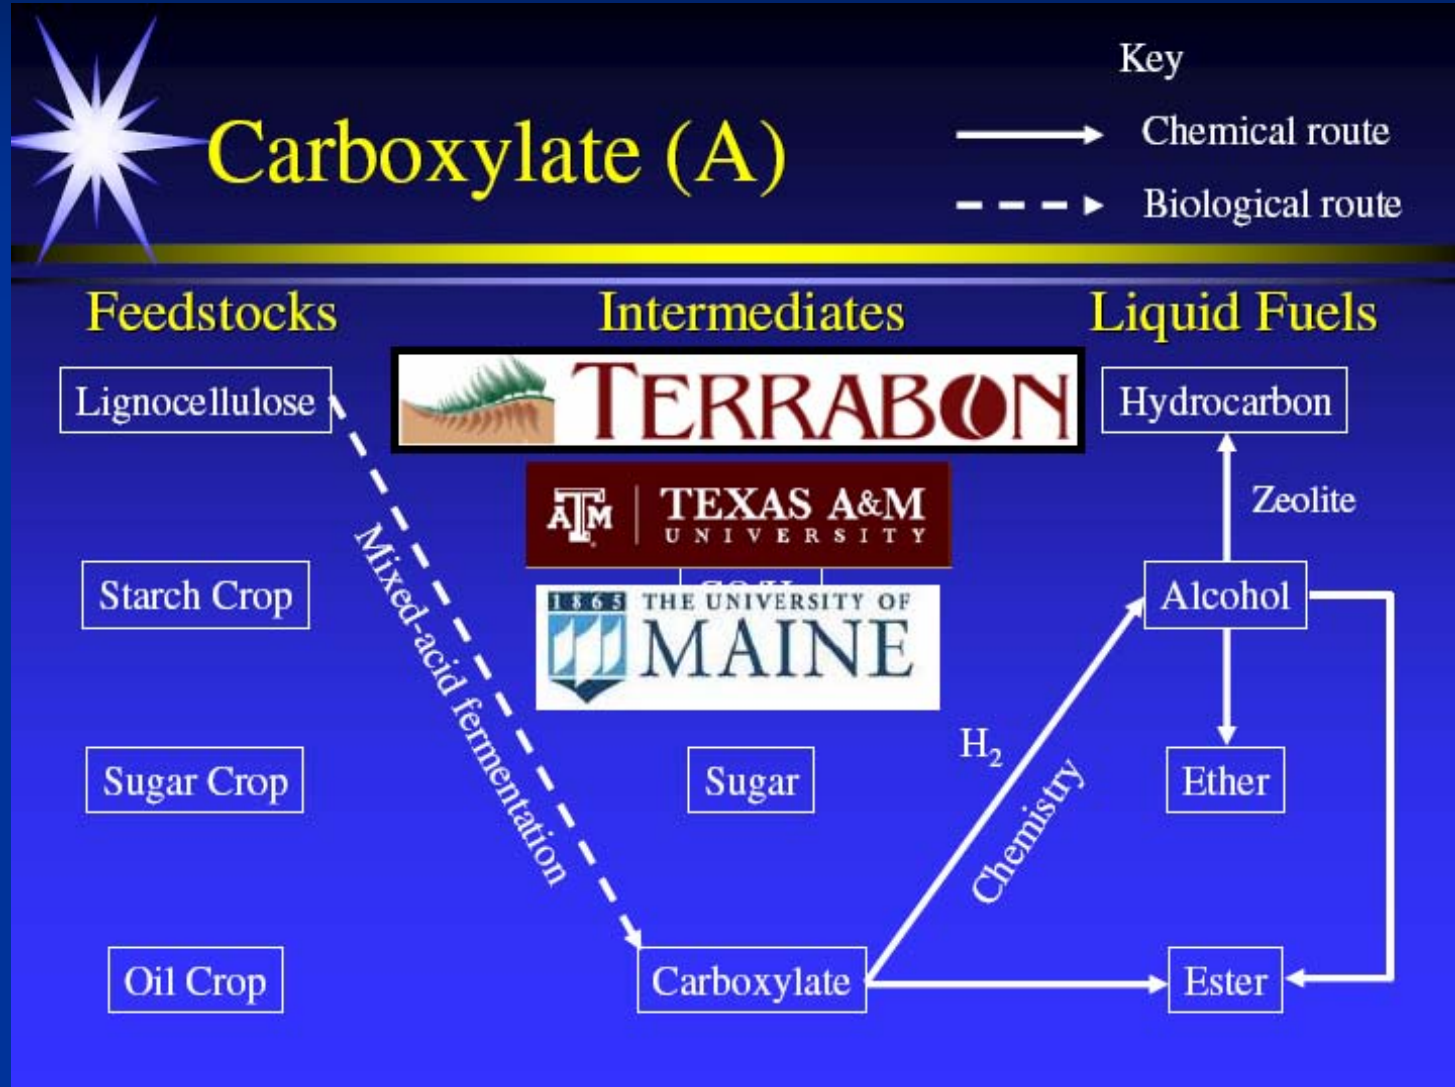 Key
Carboxylate (A)
Chemical route
Biological route
Feedstocks
Intermediates
Liquid Fuels
Lignocellulose
TERRABON
Hydrocarbon
ATM
TEXAS A&M
UNIVERSITY
Zeolite
Mixed-acid fermentation
Starch Crop
1865 THE UNIVERSITY OF
MAINE
Alcohol
Sugar Crop
Sugar
H₂
Chemistry
Ether
Oil Crop
Carboxylate
Ester